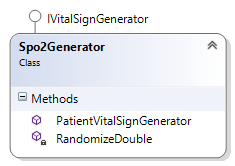 IVitalSignGenerator
Spo2Generator
Class
Methods
PatientVitalSignGenerator
RandomizeDouble